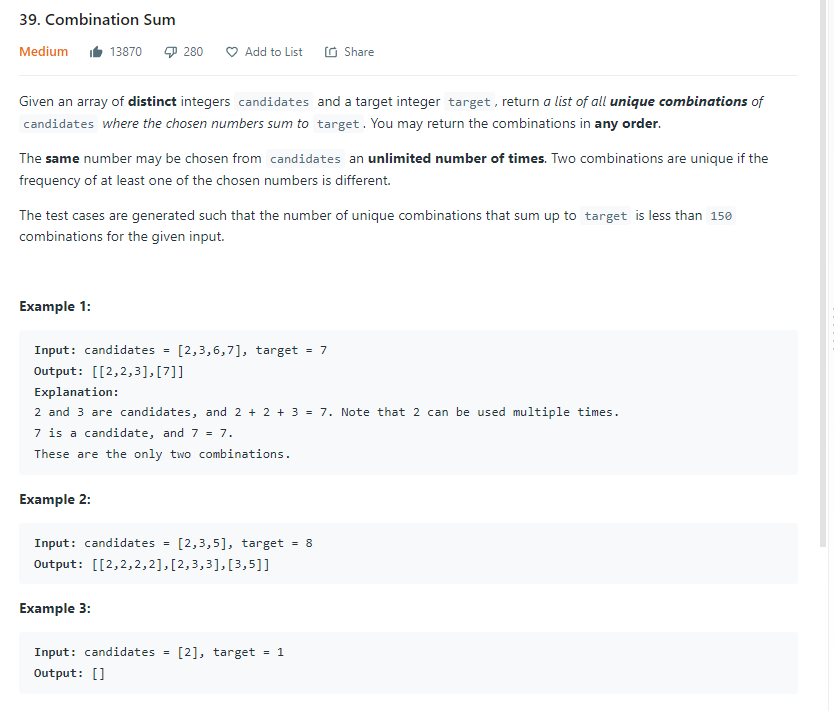 39. Combination Sum
Medium 13870 280 Add to List Share
Given an array of distinct integers candidates and a target integer target, return a list of all unique combinations of
candidates where the chosen numbers sum to target. You may return the combinations in any order.
The same number may be chosen from candidates an unlimited number of times. Two combinations are unique if the
frequency of at least one of the chosen numbers is different.
The test cases are generated such that the number of unique combinations that sum up to target is less than 150
combinations for the given input.
Example 1:
Input: candidates = [2,3,6,7], target = 7
Output: [[2,2,3],[7]]
Explanation:
2 and 3 are candidates, and 2 + 2 + 3 = 7. Note that 2 can be used multiple times.
7 is a candidate, and 7 = 7.
These are the only two combinations.
Example 2:
Input: candidates = [2,3,5], target = 8
Output: [[2,2,2,2],[2,3,3],[3,5]]
Example 3:
Input: candidates = [2], target = 1
Output: []